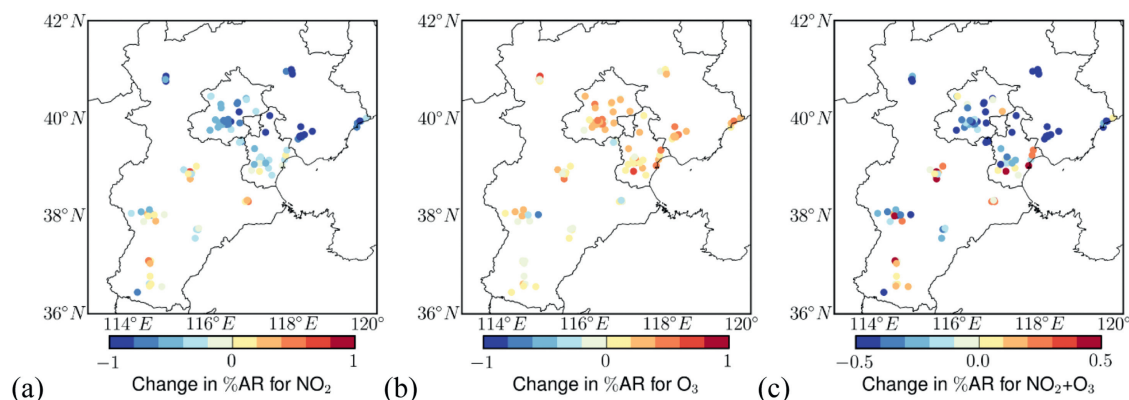 42° N
40° N
38° N
36° N
114° E 116° E 118° E 120°
−1 0 1
(a) Change in %AR for NO2
42° N
40° N
38° N
36° N
114° E 116° E 118° E 120°
−1 0 1
(b) Change in %AR for O3
42° N
40° N
38° N
36° N
114° E 116° E 118° E 120°
−0.5 0.0 0.5
(c) Change in %AR for NO2+O3